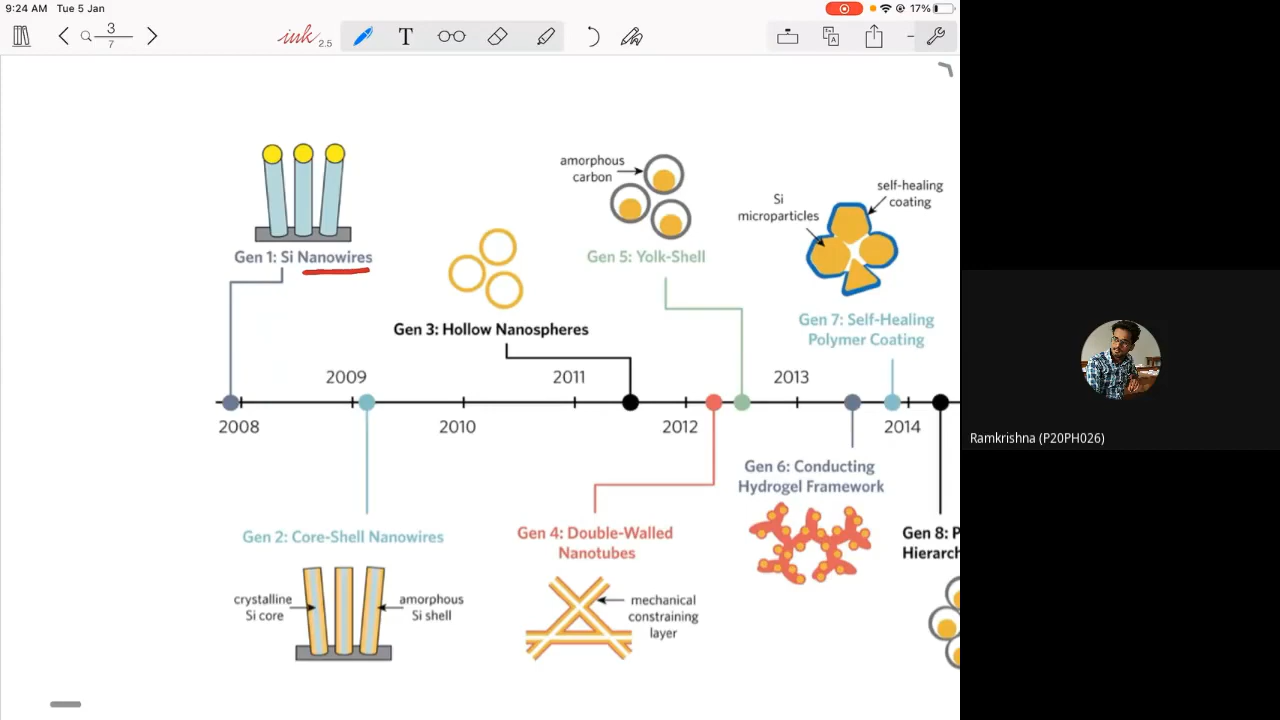 9:24 AM Tue 5 Jan
17%
3
7
ink 2.5
T
A
amorphous
carbon
self-healing
coating
Si
microparticles
Gen 1: Si Nanowires
Gen 5: Yolk-Shell
Gen 3: Hollow Nanospheres
Gen 7: Self-Healing
Polymer Coating
2009
2011
2013
2008
2010
2012
2014
Ramkrishna (P20PH026)
Gen 6: Conducting
Hydrogel Framework
Gen 2: Core-Shell Nanowires
Gen 4: Double-Walled
Nanotubes
Gen 8: P
Hierarch
crystalline
Si core
amorphous
Si shell
mechanical
constraining
layer